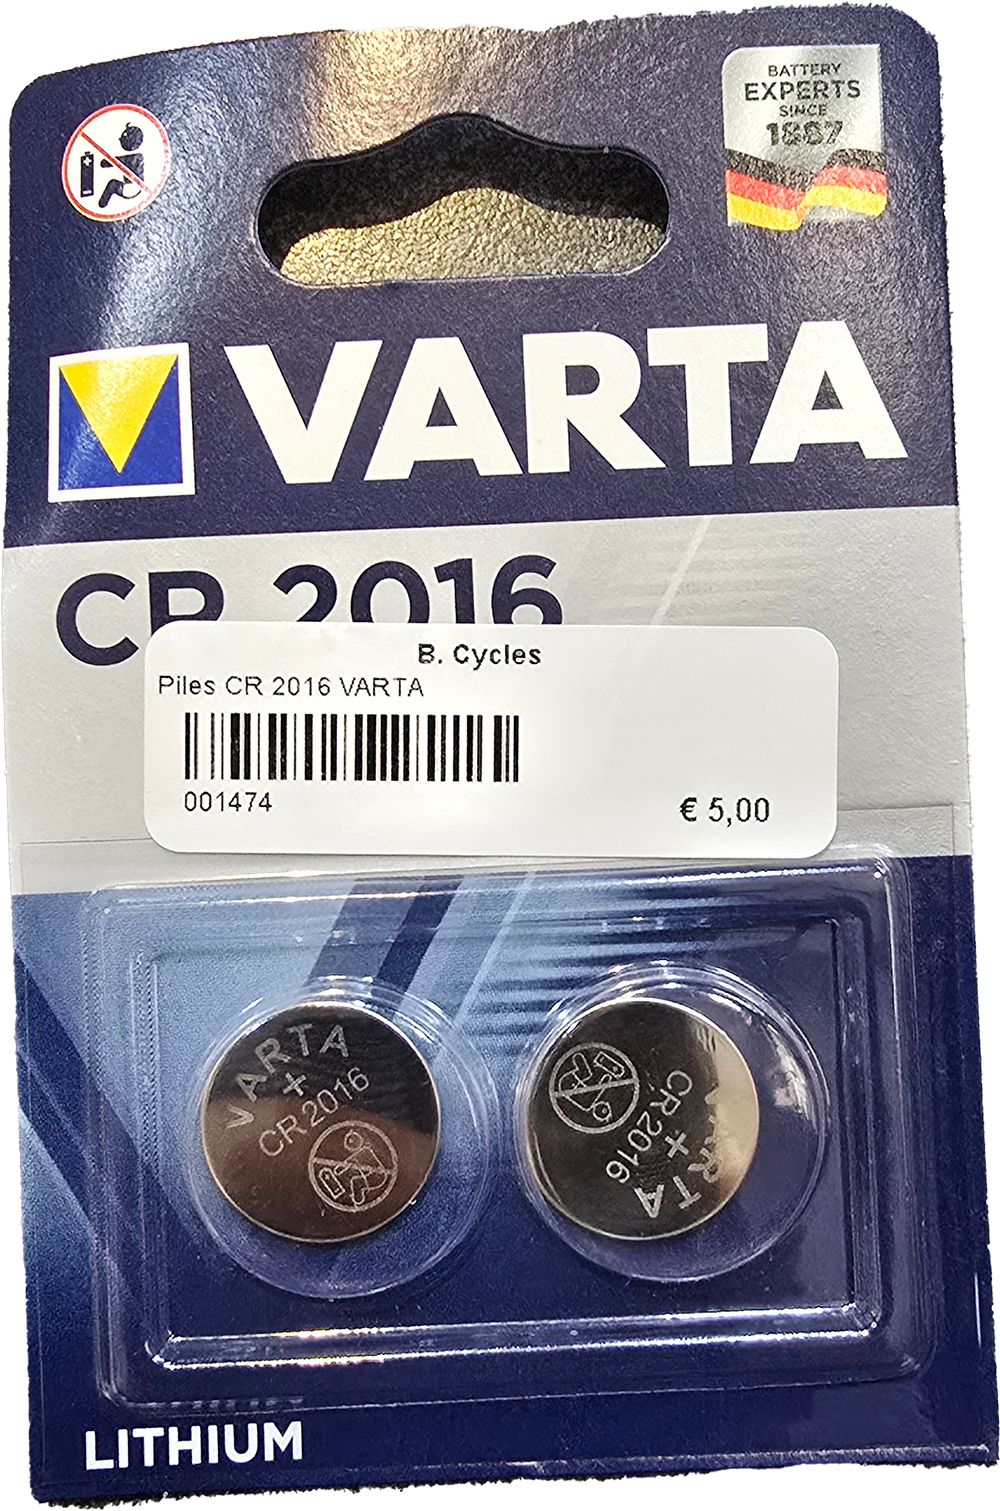 BATTERY
EXPERTS
SINCE
1887
VARTA
CR 2016
B. Cycles
Piles CR 2016 VARTA
001474
€ 5,00
VARTA
+
CR2016
CR2016
+
VARTA
LITHIUM